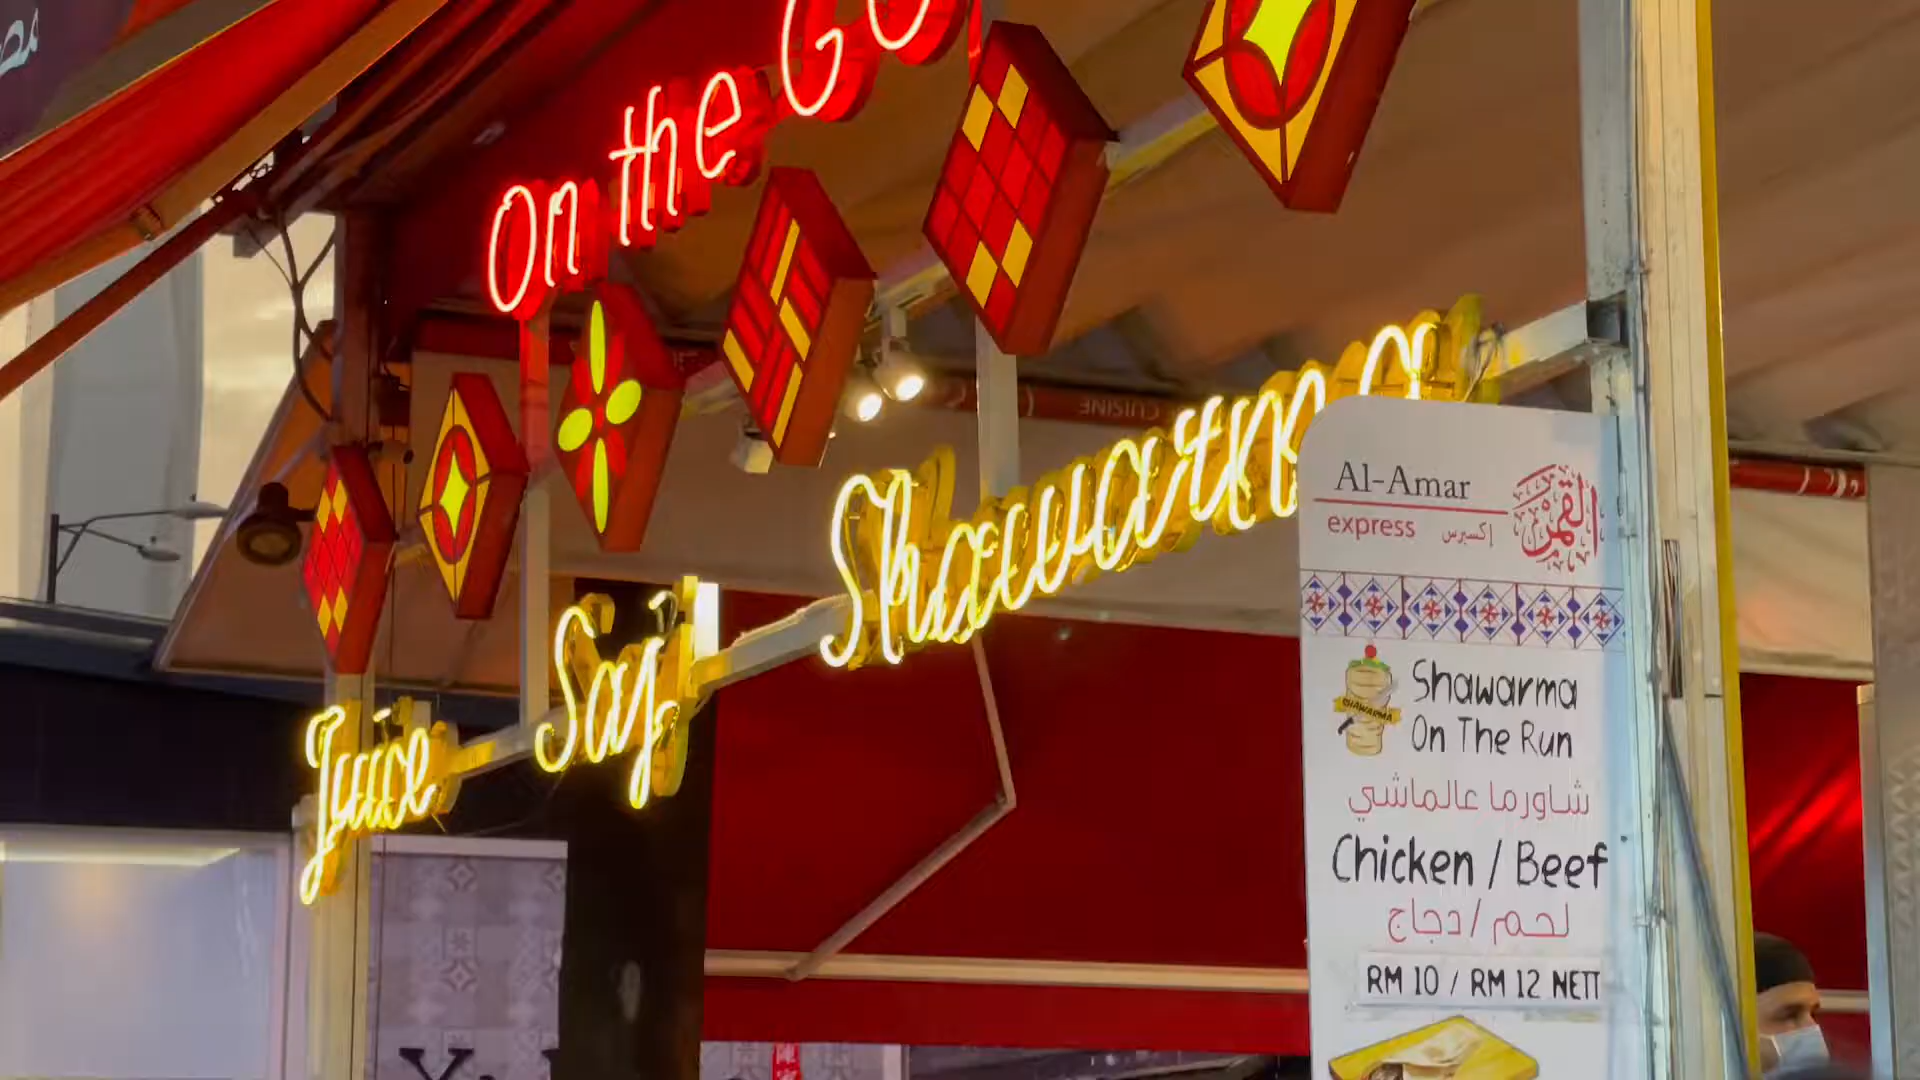 On the Go
Juice
Saj
Shawarma
CUISINE
Al-Amar
express إكسبرس
القمر
Shawarma
On The Run
شاورما عالماشي
Chicken / Beef
لحم / دجاج
RM 10 / RM 12 NETT
SHAWARMA